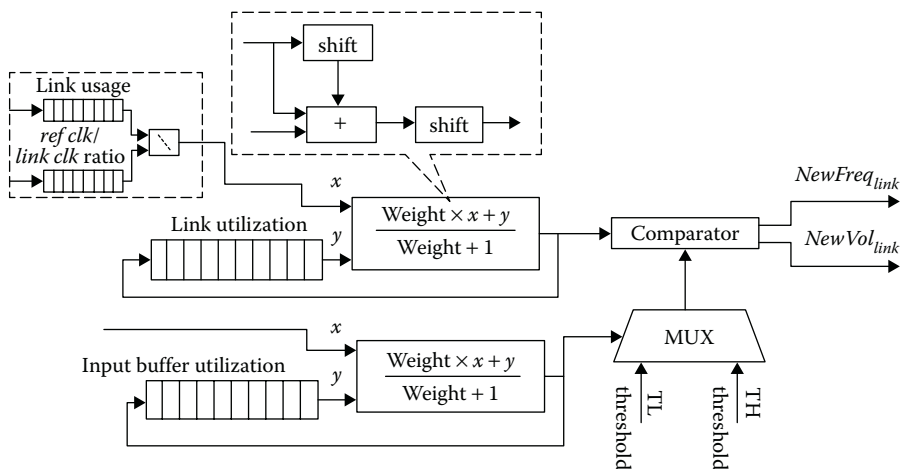 shift
+
shift
Link usage
ref clk/
link clk ratio
x
Link utilization
y
Weight × x + y
Weight + 1
Comparator
NewFreq_link
NewVol_link
x
Input buffer utilization
y
Weight × x + y
Weight + 1
MUX
TL
threshold
TH
threshold